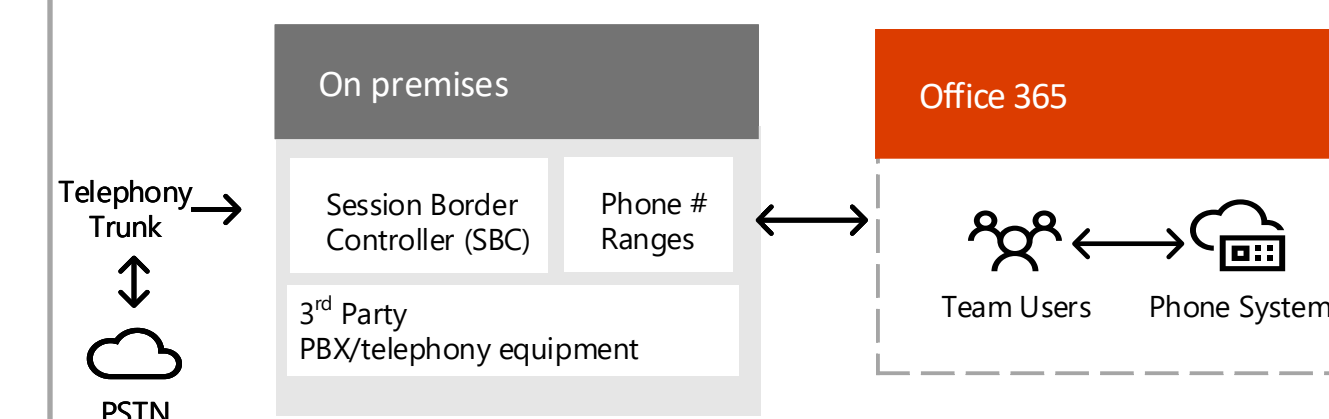 On premises
Office 365
Telephony
Trunk
Session Border
Controller (SBC)
Phone #
Ranges
3rd Party
PBX/telephony equipment
Team Users
Phone System
PSTN